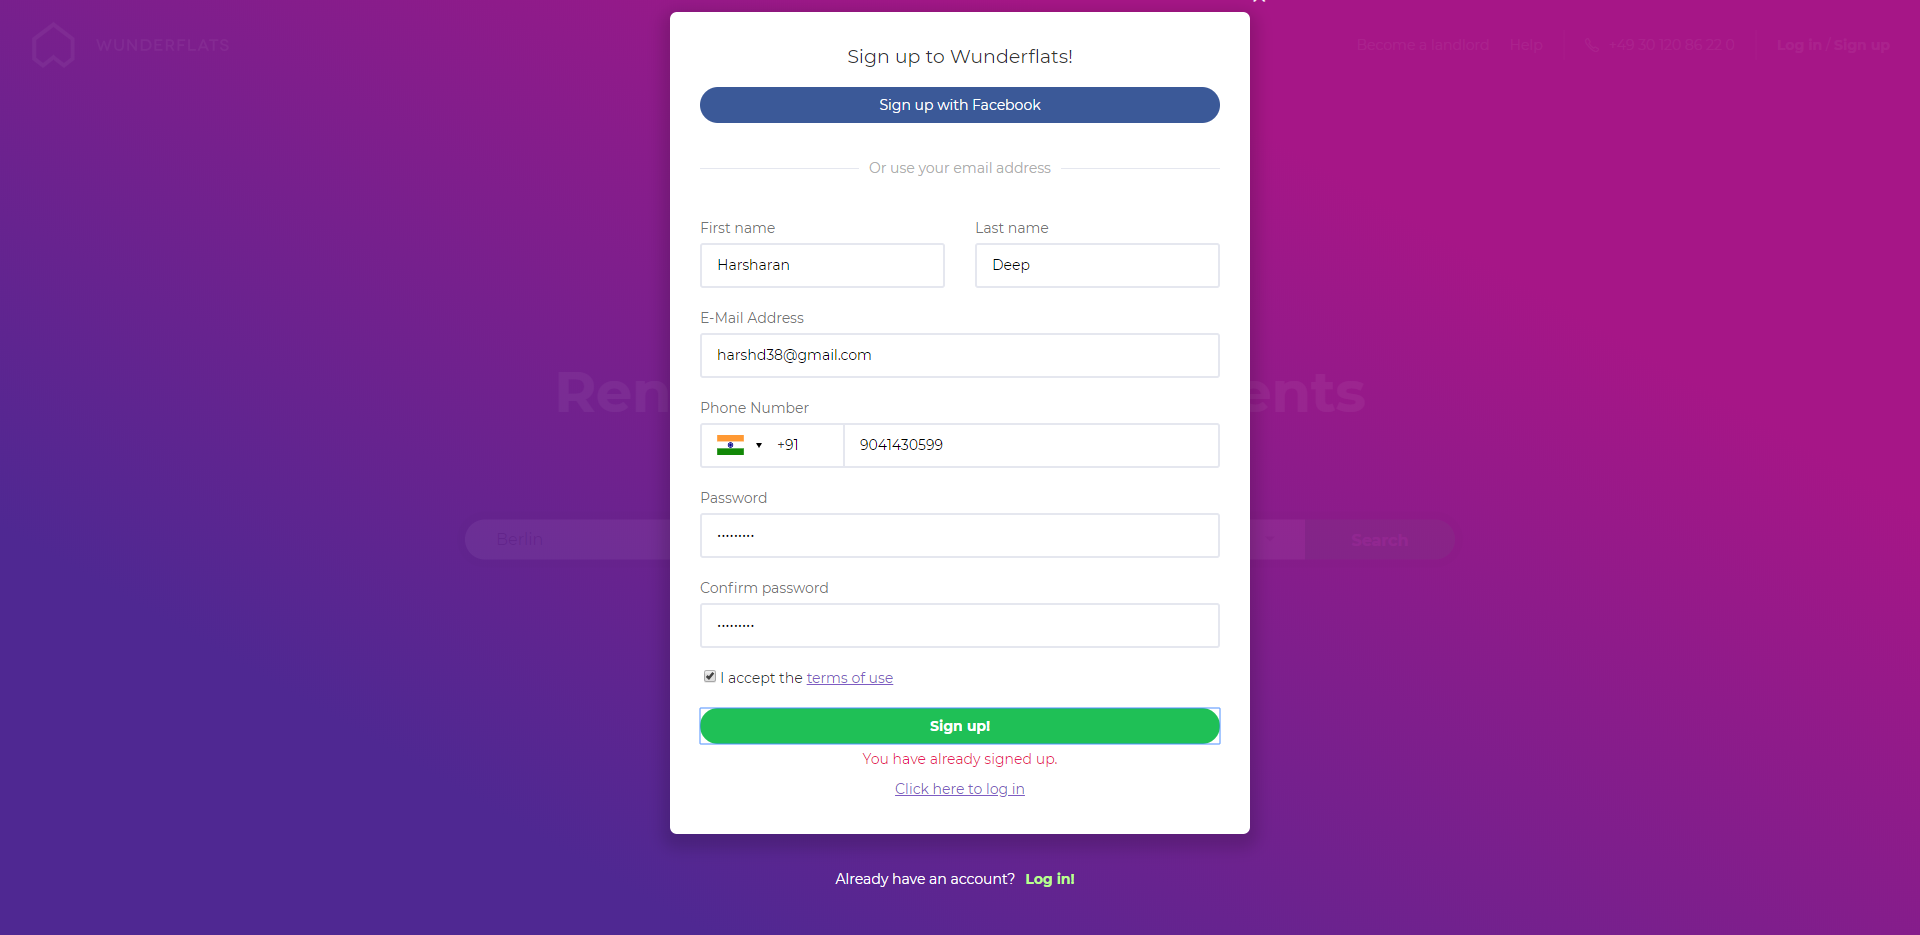 WUNDERFLATS
Become a landlord Help +49 30 120 86 22 0 Log in / Sign up
Sign up to Wunderflats!
Sign up with Facebook
Or use your email address
First name Last name
Harsharan Deep
E-Mail Address
harshd38@gmail.com
Ren ents
Phone Number
+91 9041430599
Password
Berlin Search
Confirm password
I accept the terms of use
Sign up!
You have already signed up.
Click here to log in
Already have an account? Log in!